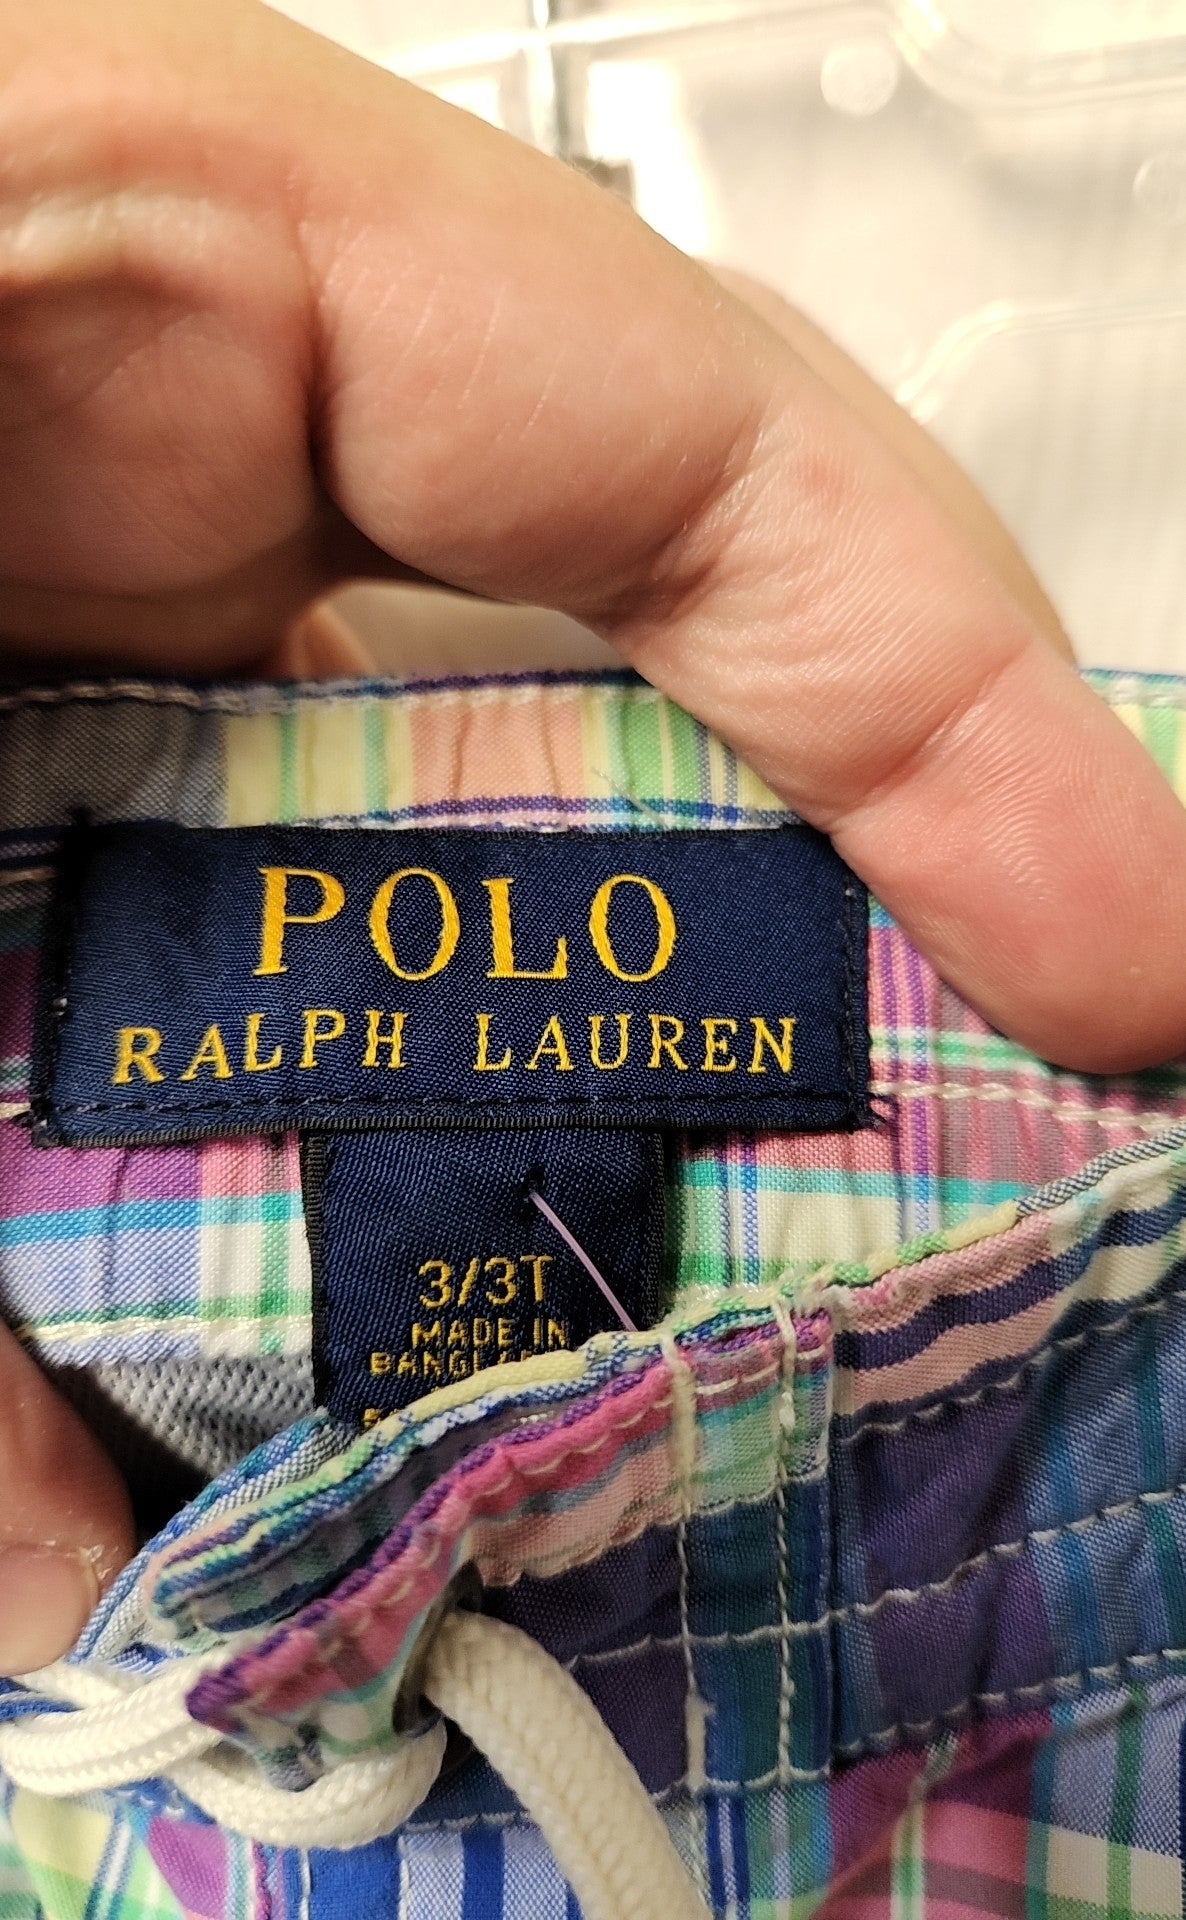 POLO
RALPH LAUREN
3/3T
MADE IN